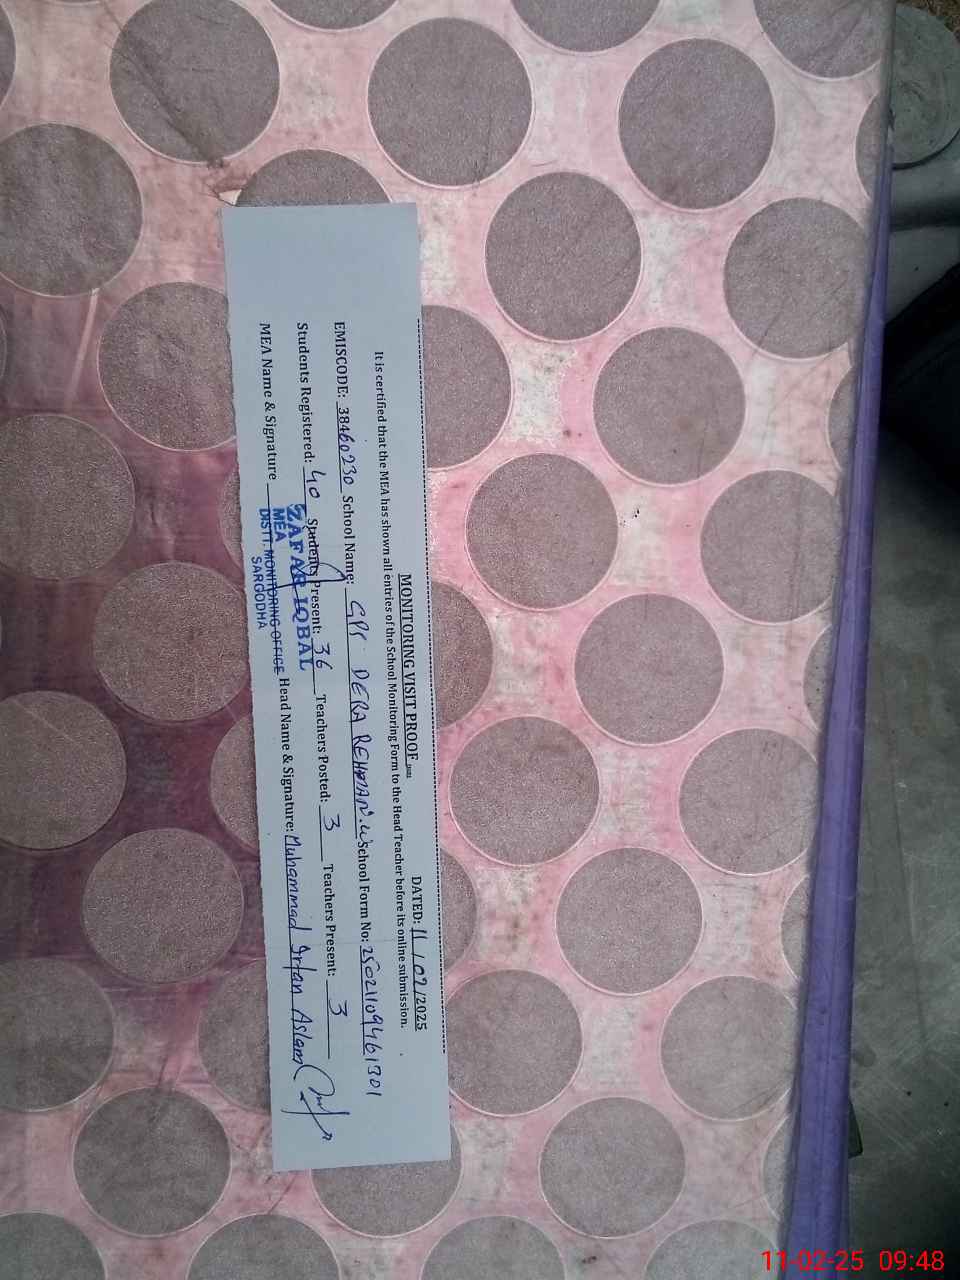 MONITORING VISIT PROOF DATED: 11/02/2025
It is certified that the MEA has shown all entries of the School Monitoring Form to the Head Teacher before its online submission.
EMISCODE: 38460230 School Name: GPS DERA REHMAN.W School Form No: 25021109461301
Students Registered: 40 Students Present: 36 Teachers Posted: 3 Teachers Present: 3
MEA Name & Signature Head Name & Signature: Muhammad Irfan Aslam
ZAFAR IQBAL
MEA
DISTT. MONITORING OFFICE
SARGODHA
11-02-25 09:48